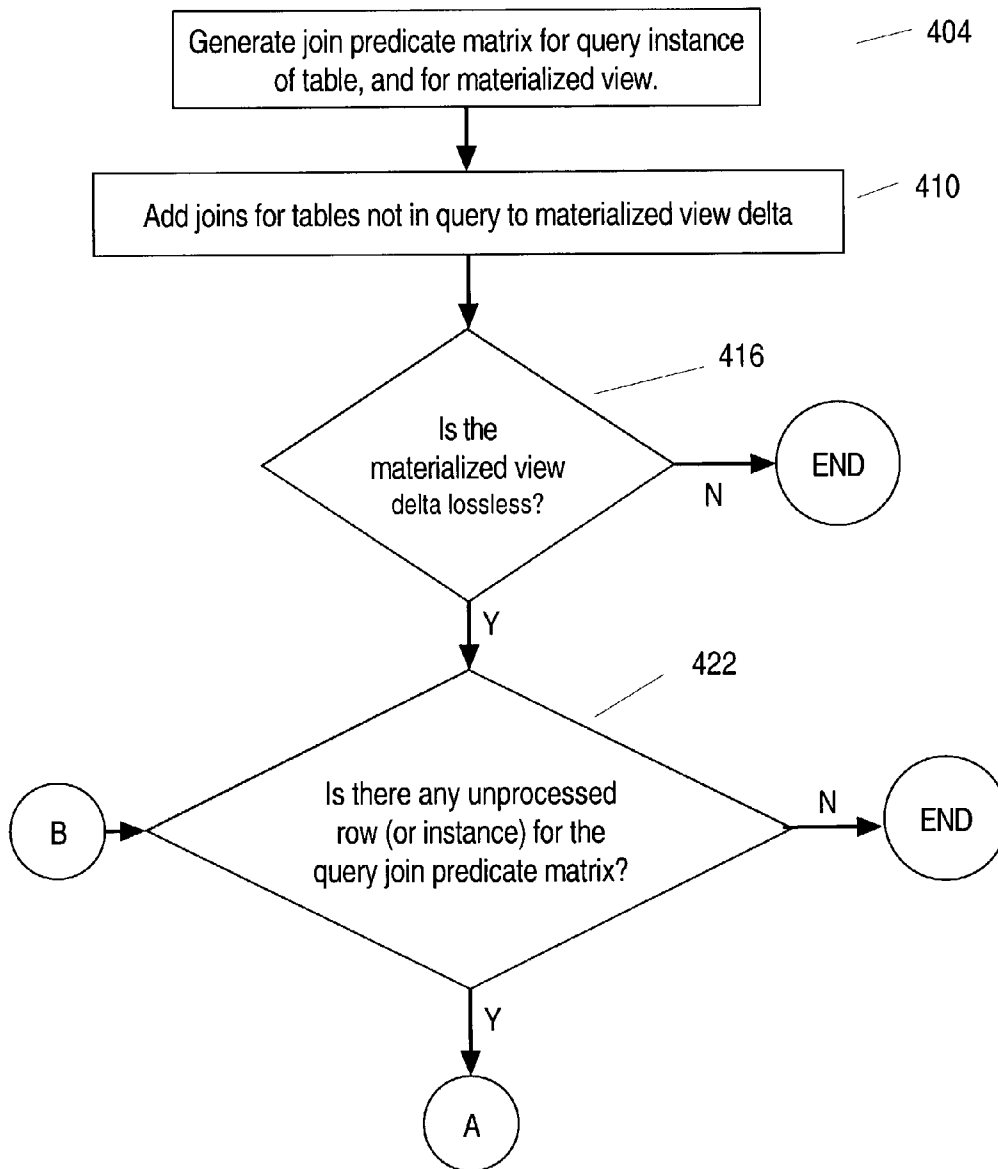 Generate join predicate matrix for query instance
of table, and for materialized view.
404
Add joins for tables not in query to materialized view delta
410
416
Is the
materialized view
delta lossless?
N
END
Y
422
B
Is there any unprocessed
row (or instance) for the
query join predicate matrix?
N
END
Y
A